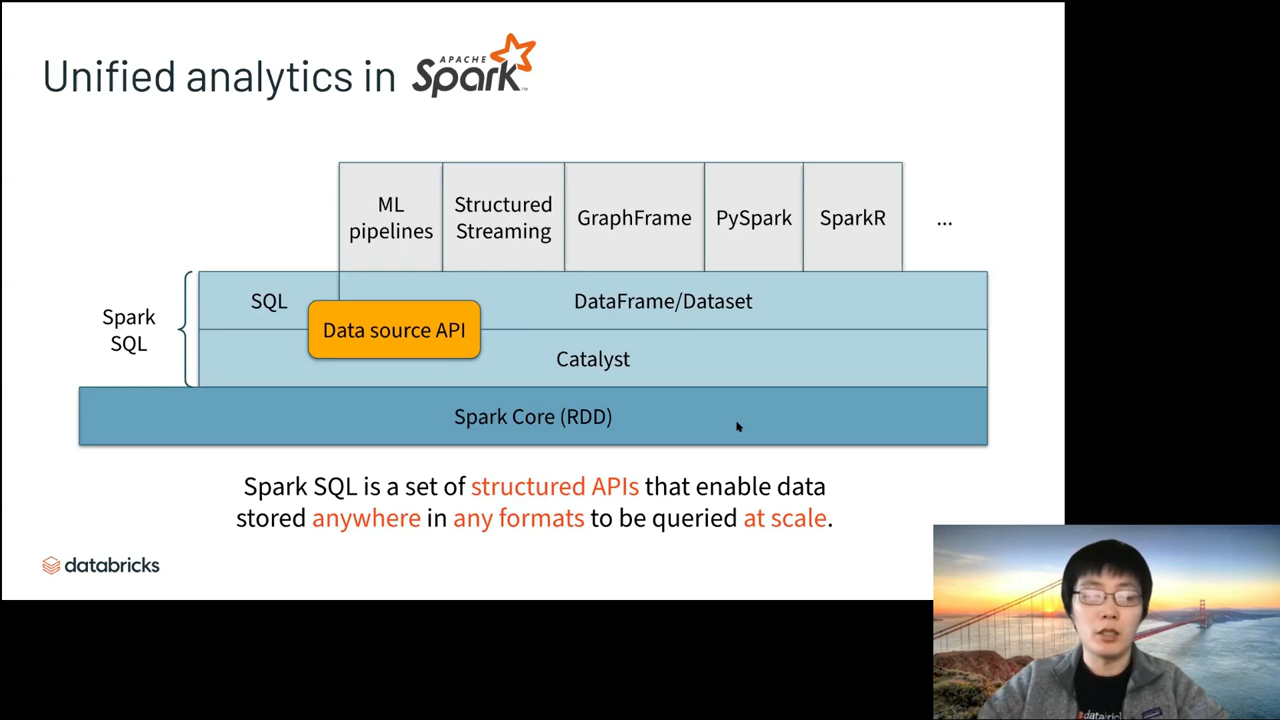 Unified analytics in
APACHE
Spark™
ML
pipelines
Structured
Streaming
GraphFrame
PySpark
SparkR
...
Spark
SQL
SQL
DataFrame/Dataset
Data source API
Catalyst
Spark Core (RDD)
Spark SQL is a set of structured APIs that enable data
stored anywhere in any formats to be queried at scale.
databricks
databric